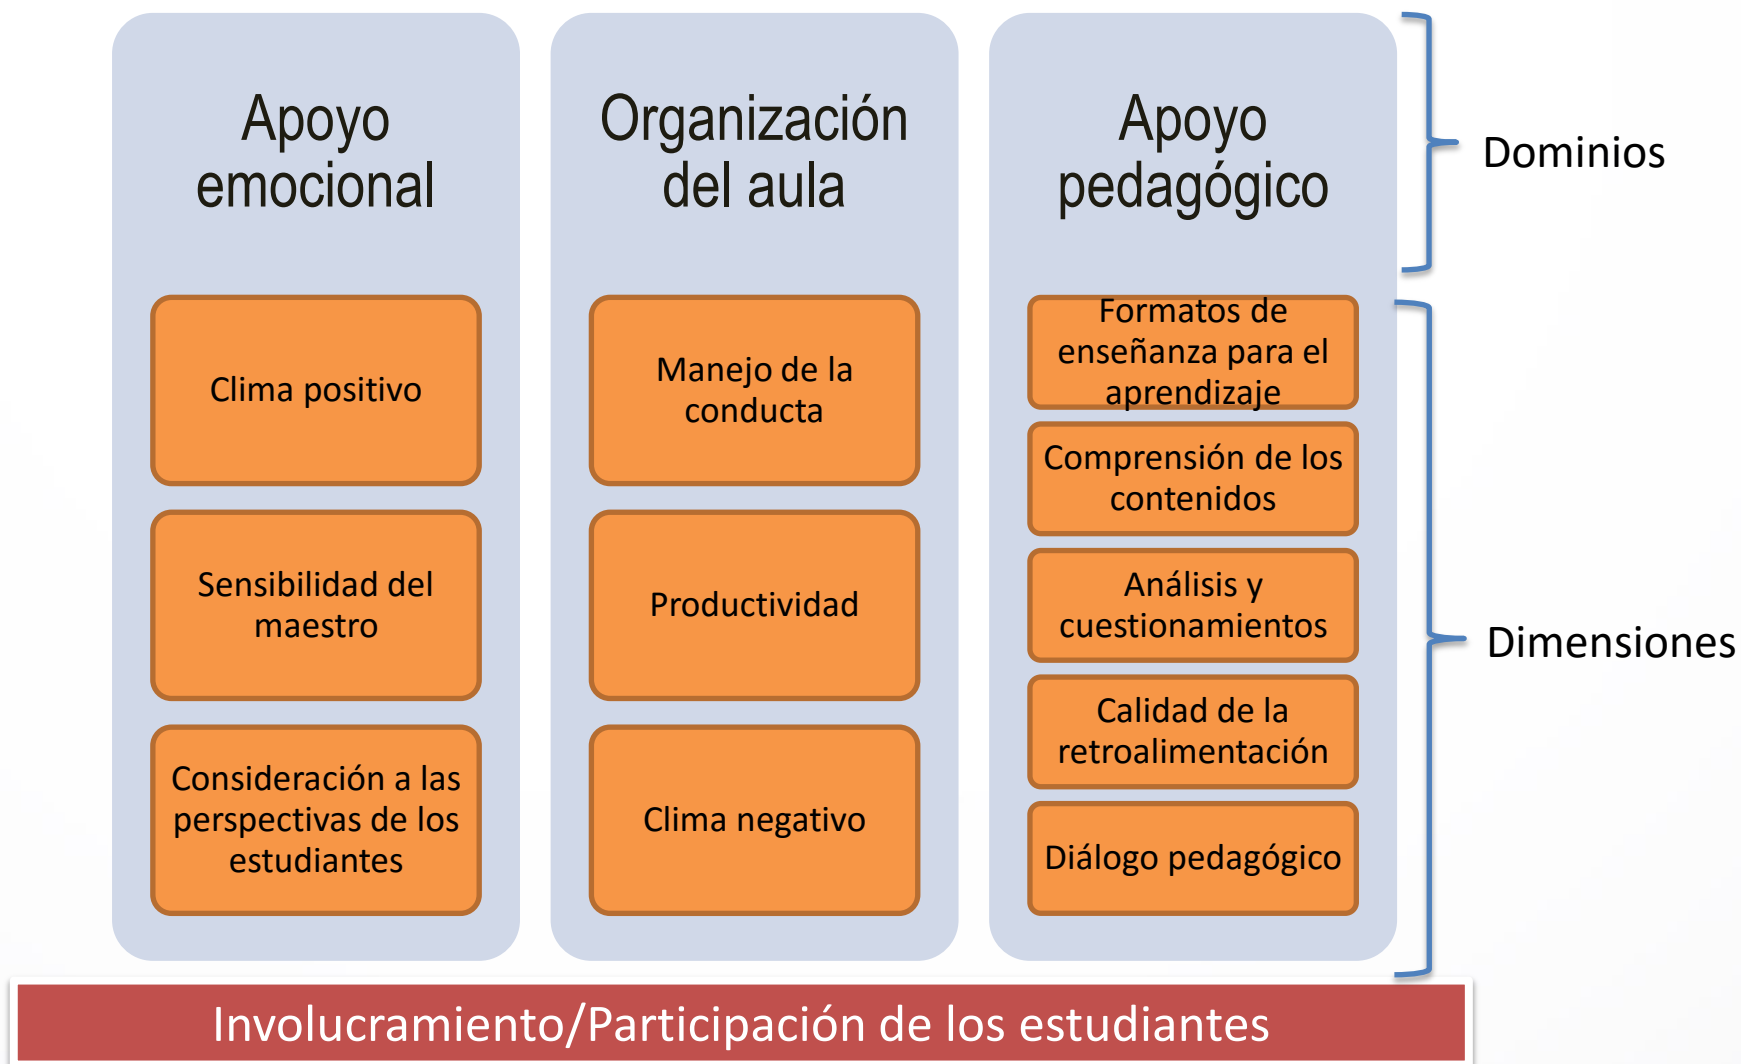 Apoyo
emocional
Clima positivo
Sensibilidad del
maestro
Consideración a las
perspectivas de los
estudiantes
Organización
del aula
Manejo de la
conducta
Productividad
Clima negativo
Apoyo
pedagógico
Formatos de
enseñanza para el
aprendizaje
Comprensión de los
contenidos
Análisis y
cuestionamientos
Calidad de la
retroalimentación
Diálogo pedagógico
Dominios
Dimensiones
Involucramiento/Participación de los estudiantes